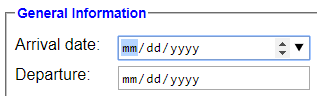 General Information
Arrival date: mm/dd/yyyy
Departure: mm/dd/yyyy